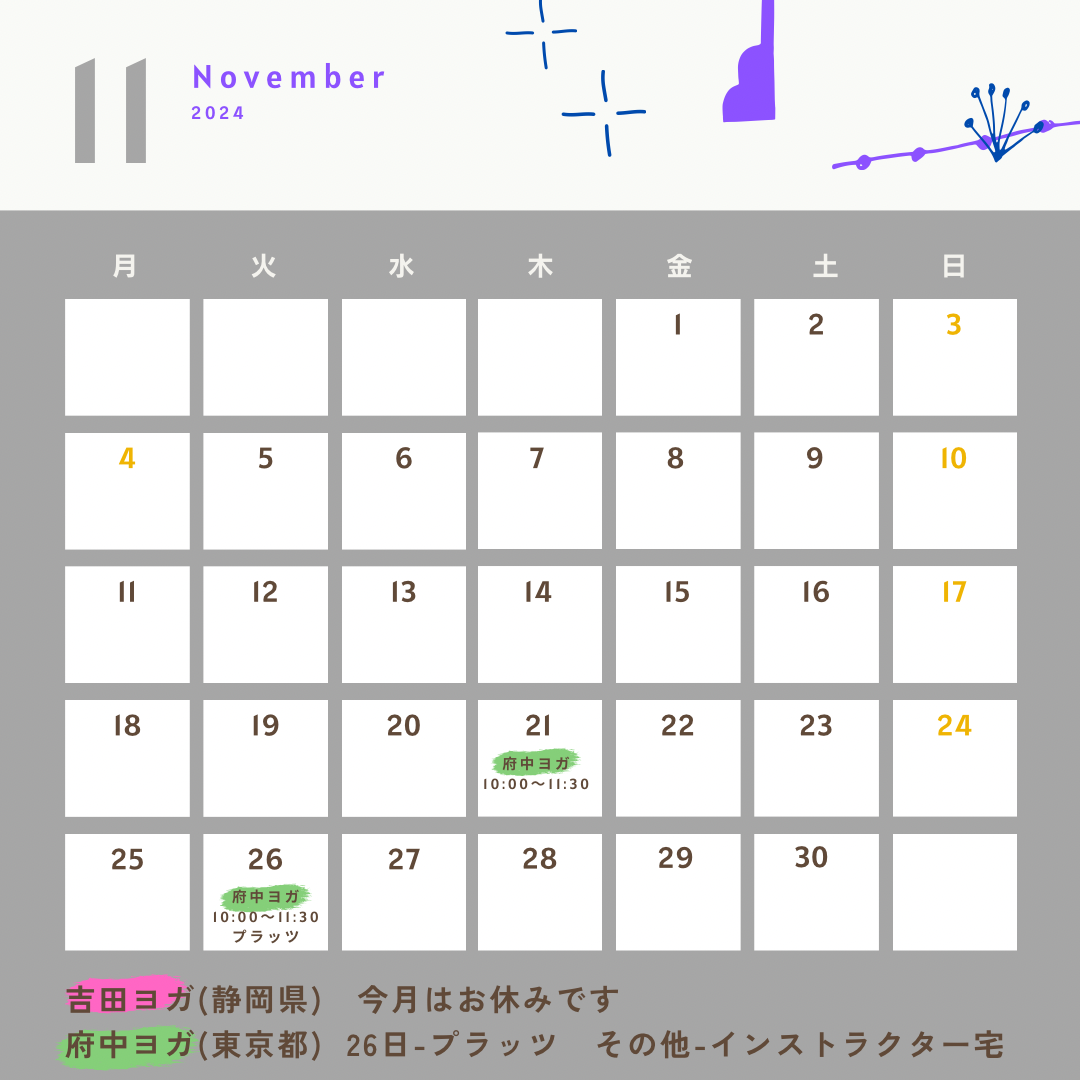 11
November
2024
月 火 水 木 金 土 日
1 2 3
4 5 6 7 8 9 10
11 12 13 14 15 16 17
18 19 20 21 22 23 24
府中ヨガ
10:00～11:30
25 26 27 28 29 30
府中ヨガ
10:00～11:30
プラッツ
吉田ヨガ(静岡県) 今月はお休みです
府中ヨガ(東京都) 26日-プラッツ その他-インストラクター宅